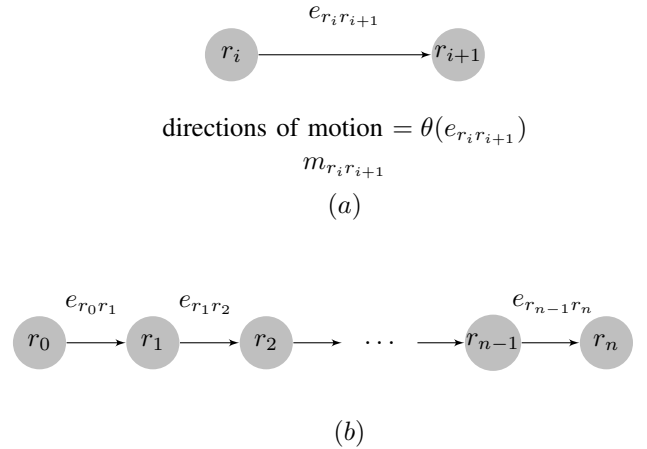 e_{r_i r_{i+1}}
r_i r_{i+1}
directions of motion = θ(e_{r_i r_{i+1}})
m_{r_i r_{i+1}}
(a)
e_{r_0 r_1} e_{r_1 r_2} e_{r_{n-1} r_n}
r_0 r_1 r_2 ⋯ r_{n-1} r_n
(b)